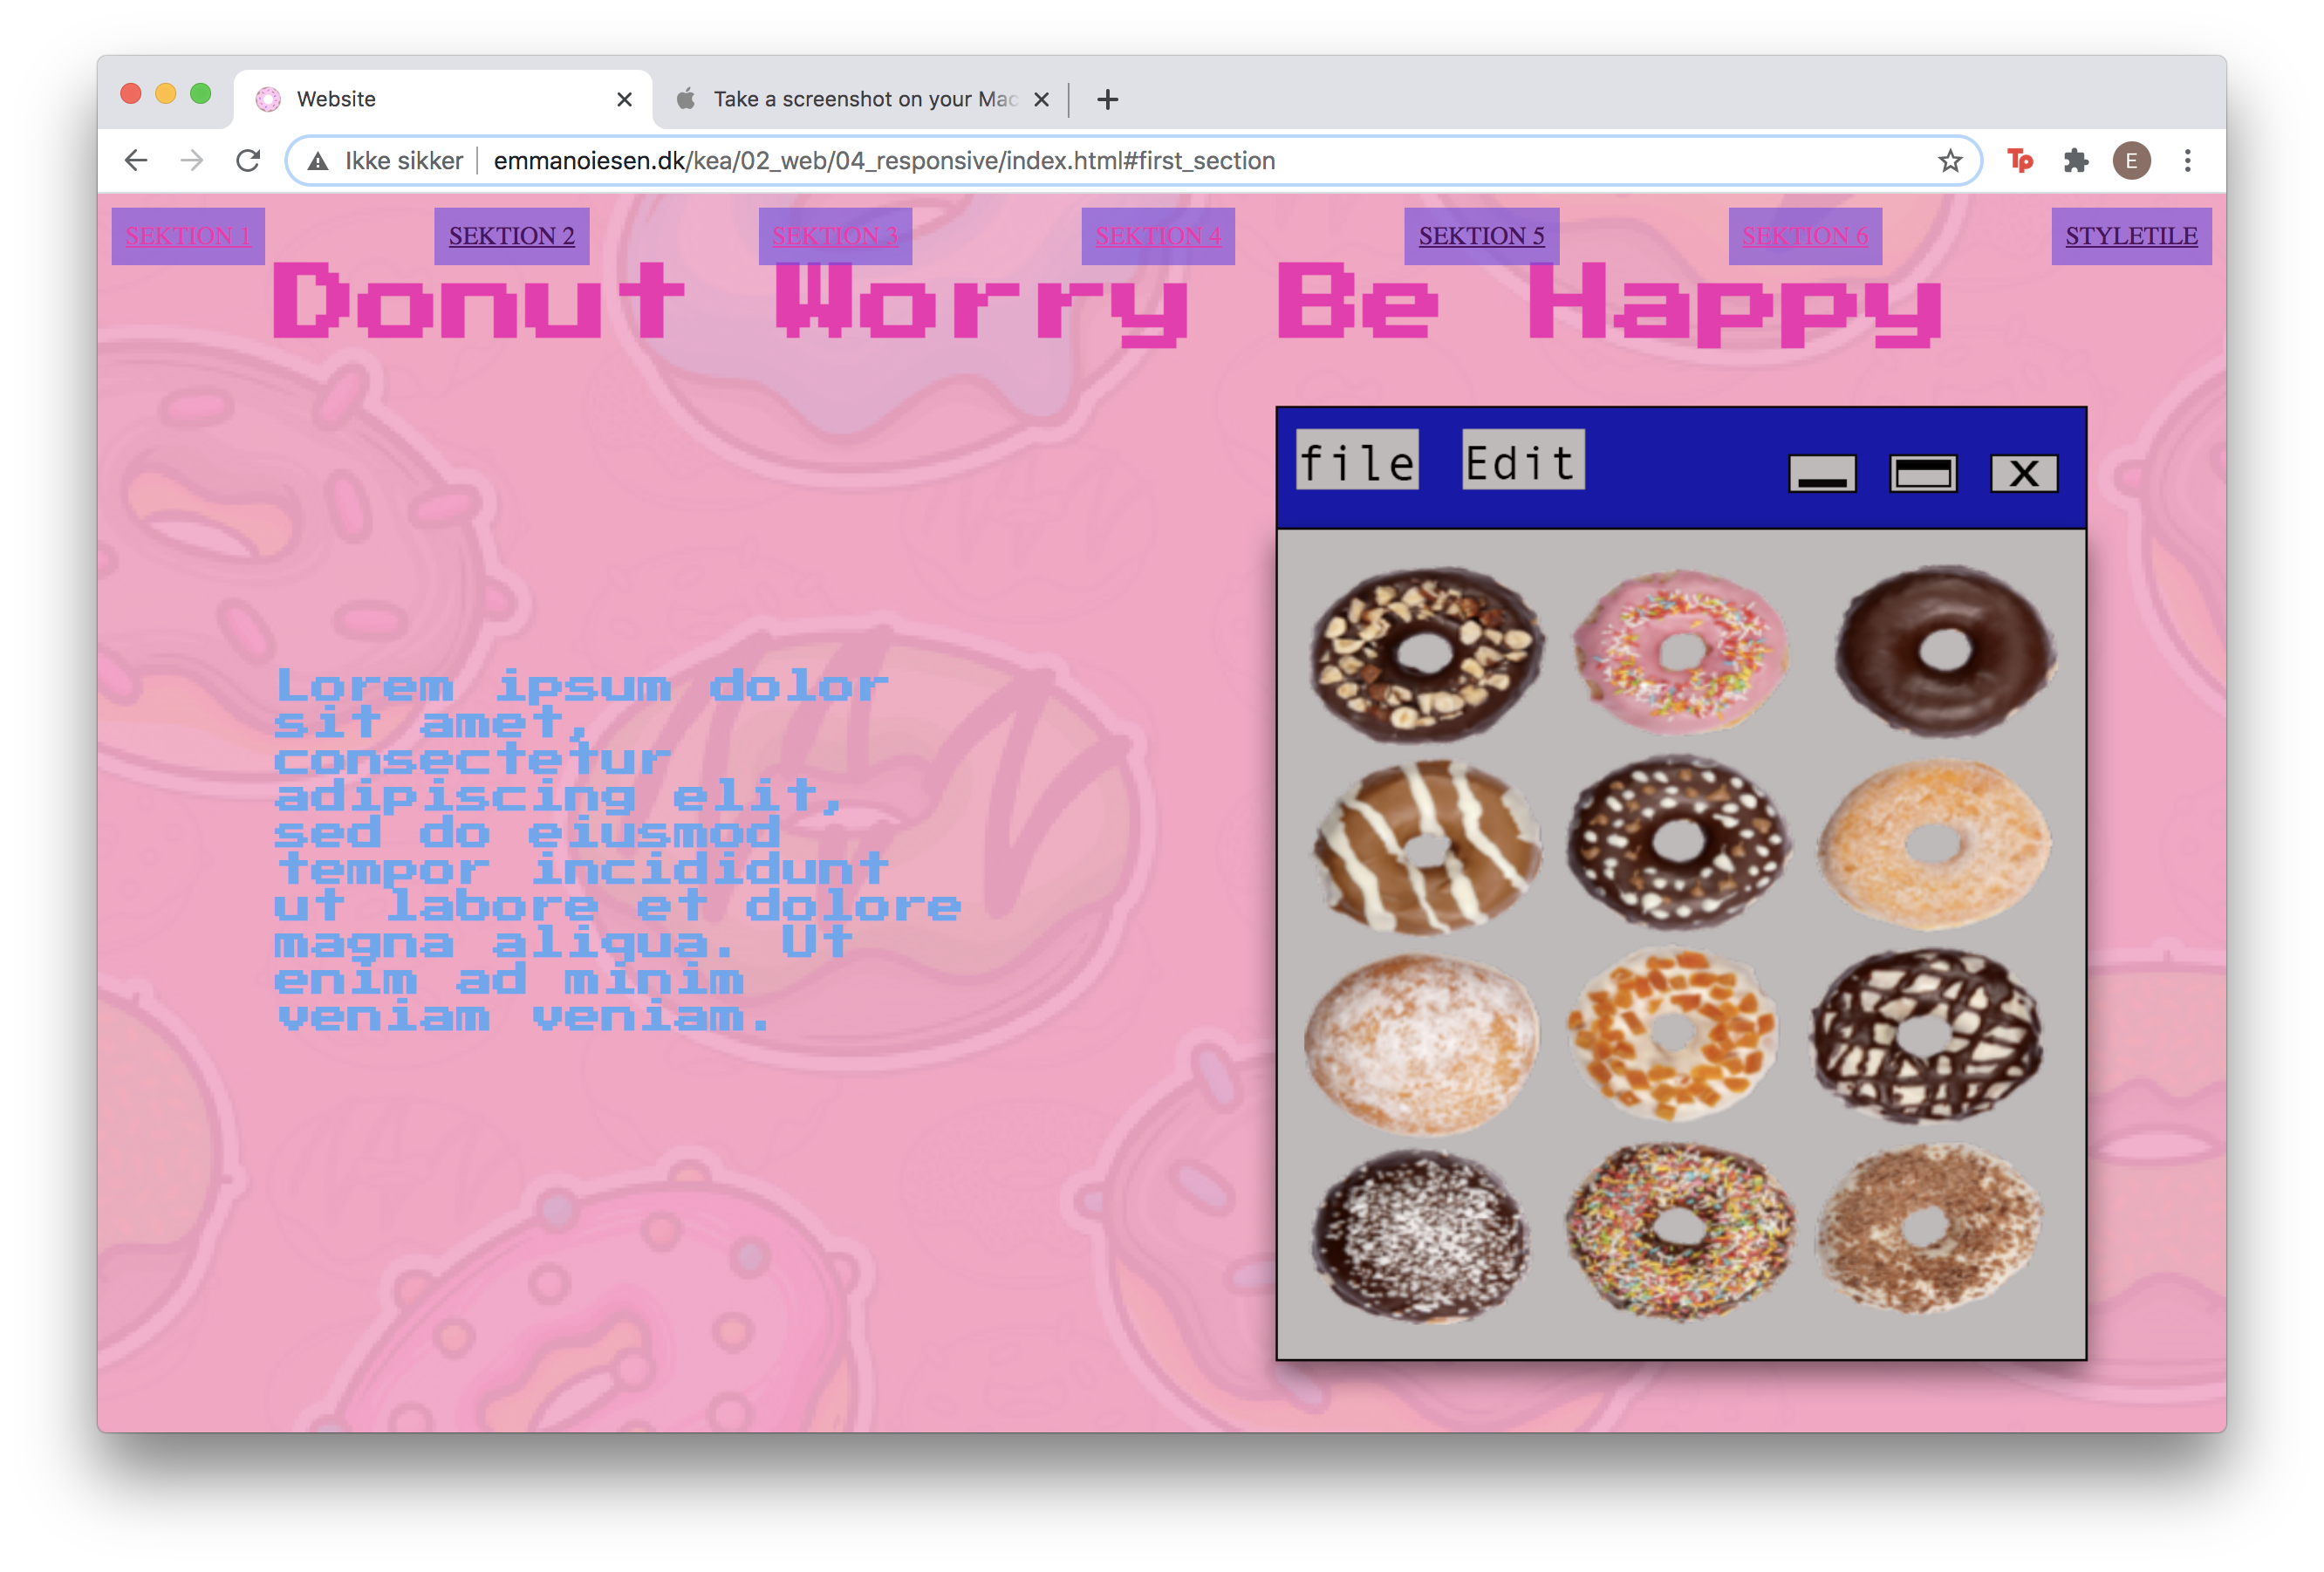 Website
Take a screenshot on your Mac
Ikke sikker emmanoiesen.dk/kea/02_web/04_responsive/index.html#first_section
Tp
E
SEKTION 1 SEKTION 2 SEKTION 3 SEKTION 4 SEKTION 5 SEKTION 6 STYLETILE
Donut Worry Be Happy
file Edit X
Lorem ipsum dolor
sit amet,
consectetur
adipiscing elit,
sed do eiusmod
tempor incididunt
ut labore et dolore
magna aliqua. Ut
enim ad minim
veniam veniam.